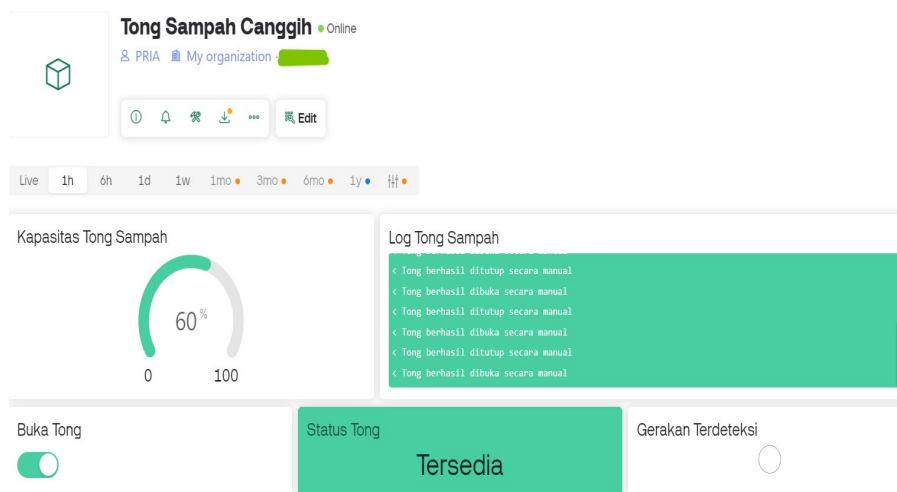 Tong Sampah Canggih Online
PRIA My organization -
Edit
Live 1h 6h 1d 1w 1mo 3mo 6mo 1y
Kapasitas Tong Sampah
60%
0 100
Log Tong Sampah
< Tong berhasil ditutup secara manual
< Tong berhasil dibuka secara manual
< Tong berhasil ditutup secara manual
< Tong berhasil dibuka secara manual
< Tong berhasil ditutup secara manual
< Tong berhasil dibuka secara manual
Buka Tong
Status Tong
Tersedia
Gerakan Terdeteksi